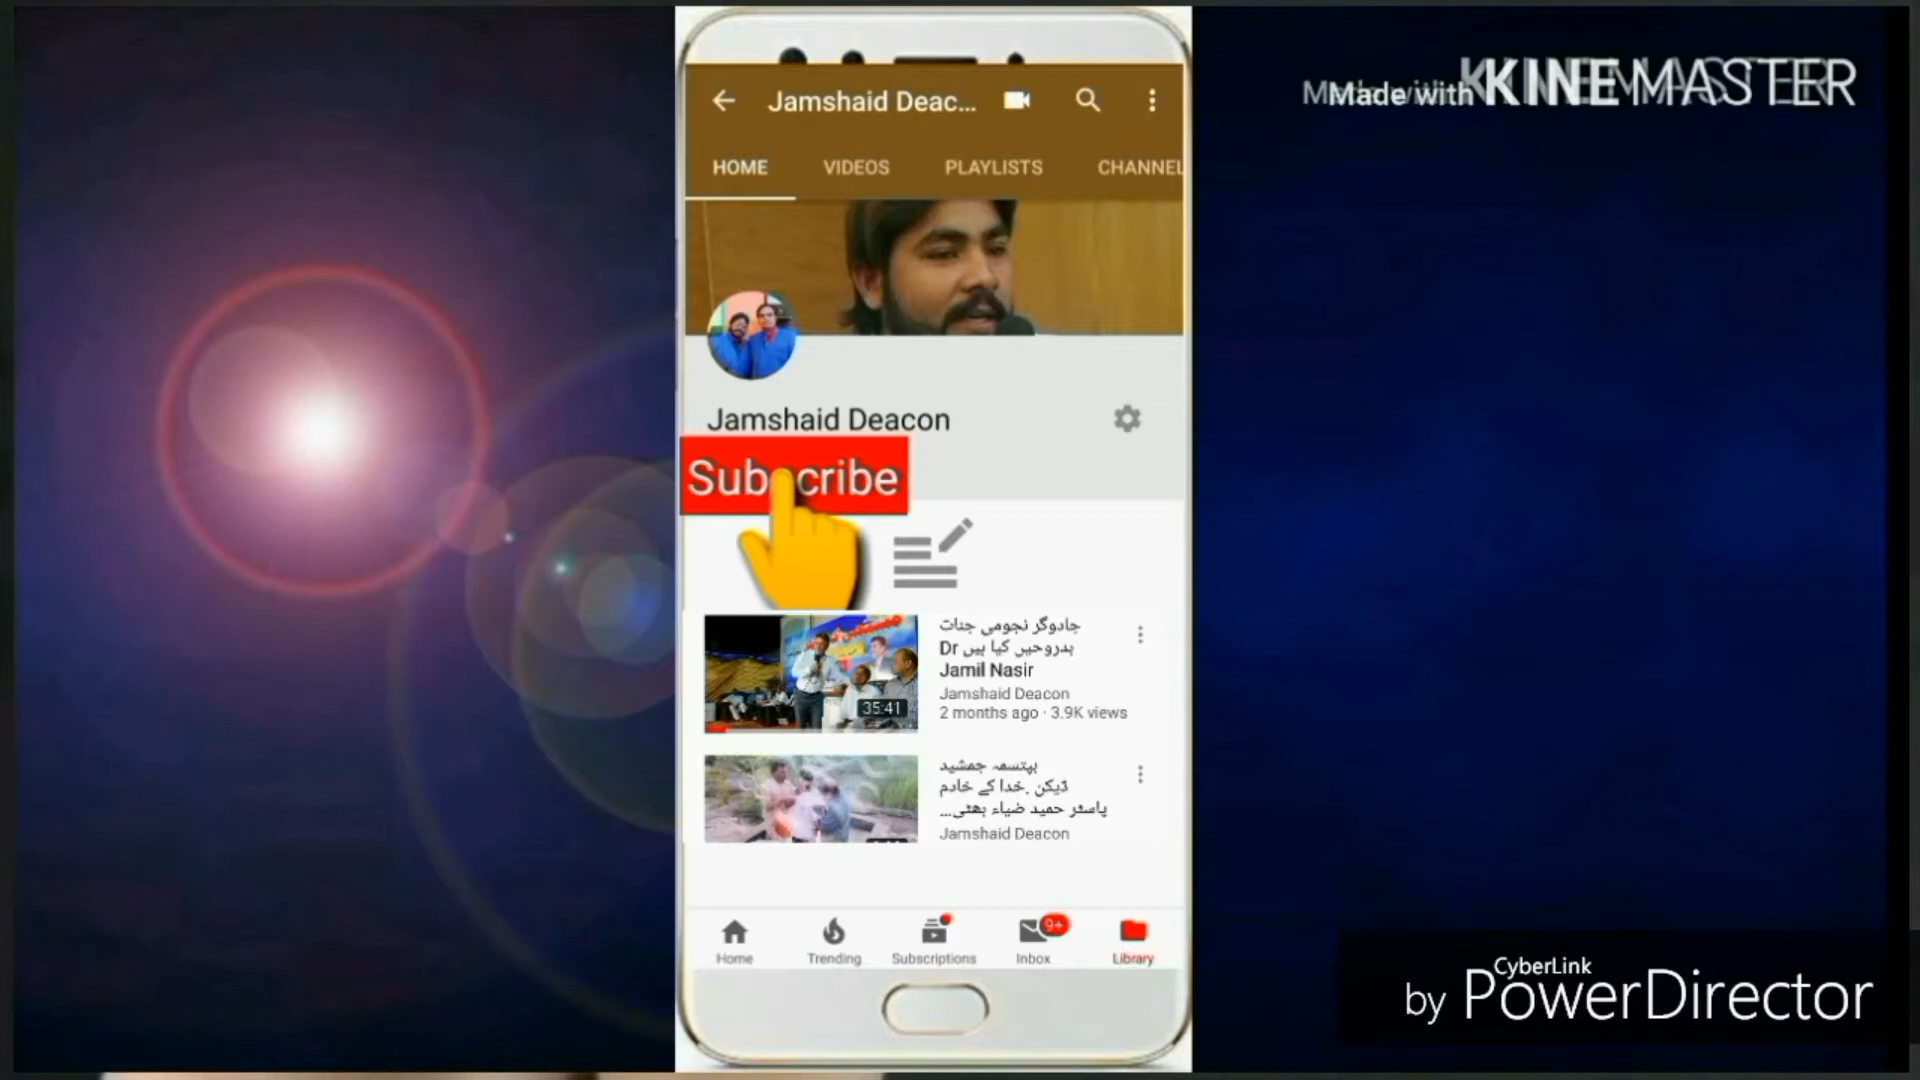 Made with KINEMASTER
Jamshaid Deac...
HOME VIDEOS PLAYLISTS CHANNEL
Jamshaid Deacon
Subscribe
جادوگر نجومی جنات
بدروحیں کیا ہیں Dr
Jamil Nasir
Jamshaid Deacon
2 months ago · 3.9K views
35:41
بپتسمہ جمشید
ڈیکن .خدا کے خادم
پاسٹر حمید ضیاء بھٹی...
Jamshaid Deacon
9+
Home Trending Subscriptions Inbox Library
CyberLink
by PowerDirector